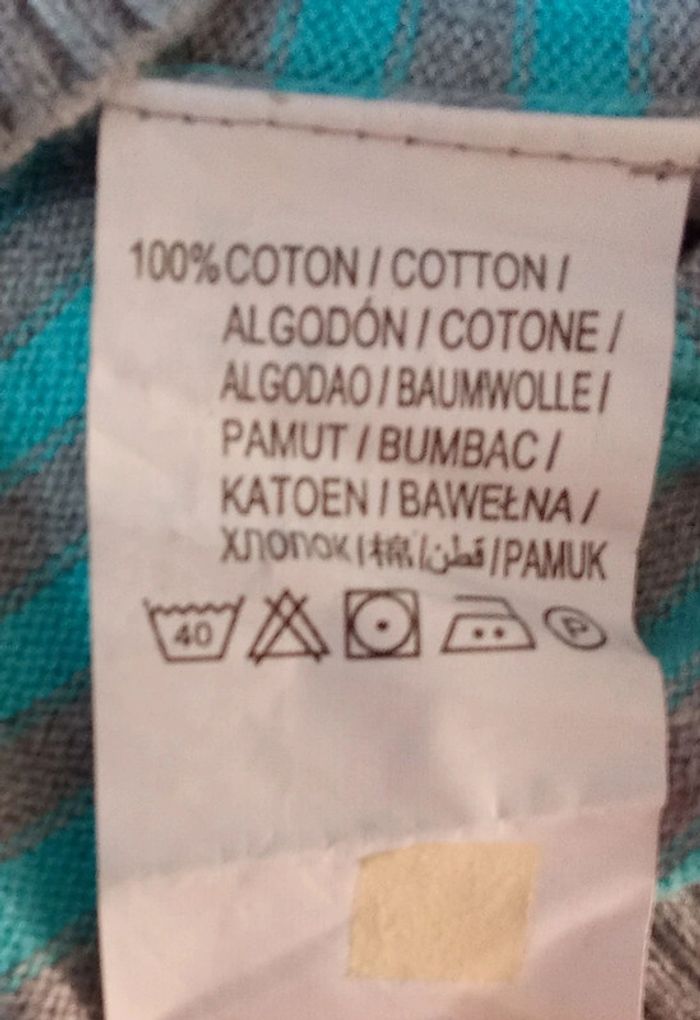 100% COTON / COTTON /
ALGODÓN / COTONE /
ALGODAO / BAUMWOLLE /
PAMUT / BUMBAC /
KATOEN / BAWEŁNA /
ХЛОПОК / 棉 / قطن / PAMUK
40 P